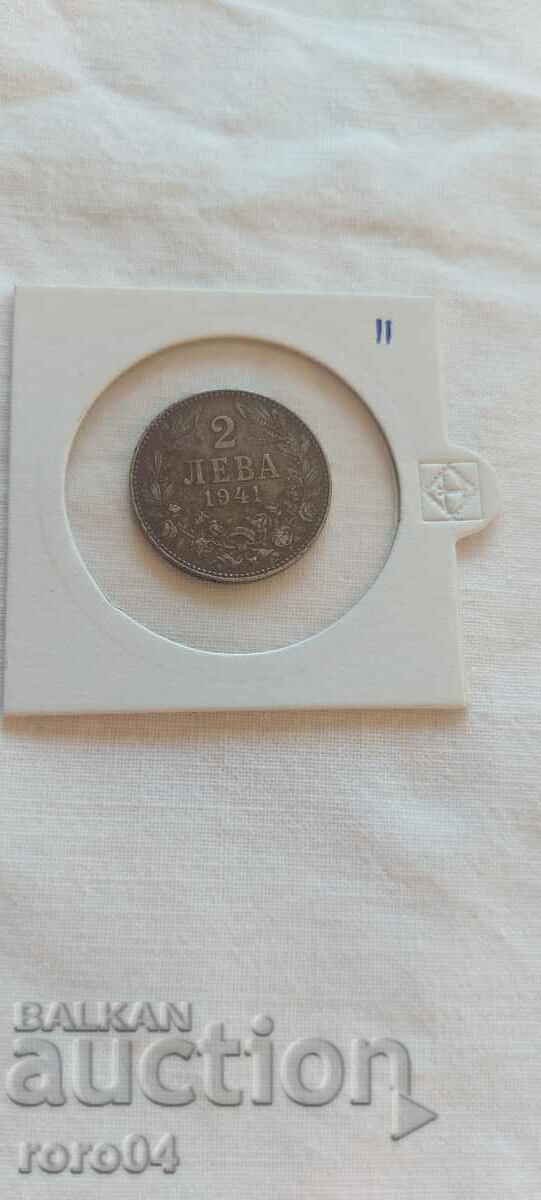 11
2
ЛЕВА
1941
BALKAN
auction
roro04